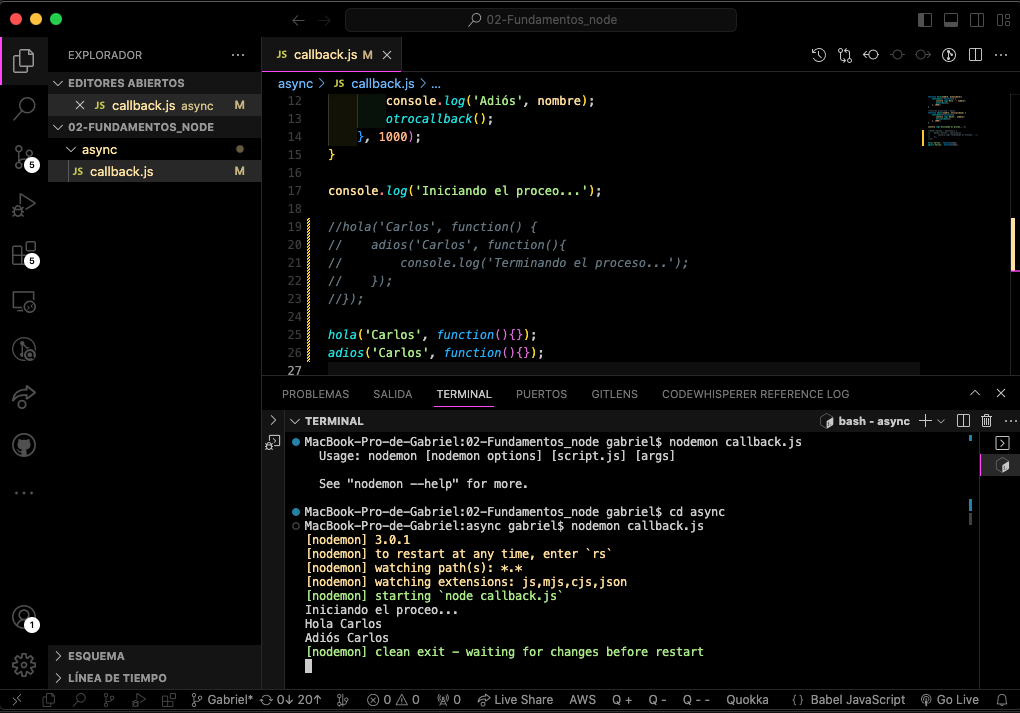 02-Fundamentos_node
EXPLORADOR
EDITORES ABIERTOS
JS callback.js async M
02-FUNDAMENTOS_NODE
async
JS callback.js M
5
5
1
ESQUEMA
LÍNEA DE TIEMPO
JS callback.js M
async > JS callback.js > ...
12 console.log('Adiós', nombre);
13 otrocallback();
14 }, 1000);
15 }
16
17 console.log('Iniciando el proceo...');
18
19 //hola('Carlos', function() {
20 //    adios('Carlos', function(){
21 //        console.log('Terminando el proceso...');
22 //    });
23 //});
24
25 hola('Carlos', function(){});
26 adios('Carlos', function(){});
27
PROBLEMAS SALIDA TERMINAL PUERTOS GITLENS CODEWHISPERER REFERENCE LOG
TERMINAL
bash - async
MacBook-Pro-de-Gabriel:02-Fundamentos_node gabriel$ nodemon callback.js
Usage: nodemon [nodemon options] [script.js] [args]
See "nodemon --help" for more.
MacBook-Pro-de-Gabriel:02-Fundamentos_node gabriel$ cd async
MacBook-Pro-de-Gabriel:async gabriel$ nodemon callback.js
[nodemon] 3.0.1
[nodemon] to restart at any time, enter `rs`
[nodemon] watching path(s): *.*
[nodemon] watching extensions: js,mjs,cjs,json
[nodemon] starting `node callback.js`
Iniciando el proceo...
Hola Carlos
Adiós Carlos
[nodemon] clean exit - waiting for changes before restart
Gabriel* 0↓ 20↑ 0 0 0 Live Share AWS Q + Q - Q - - Quokka {} Babel JavaScript Go Live